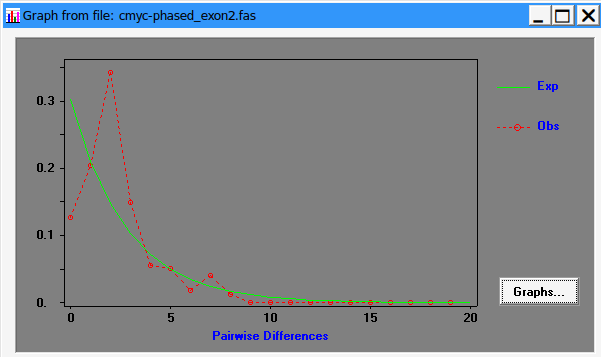 Graph from file: cmyc-phased_exon2.fas
Exp
Obs
0.3
0.2
0.1
0.
0 5 10 15 20
Pairwise Differences
Graphs...